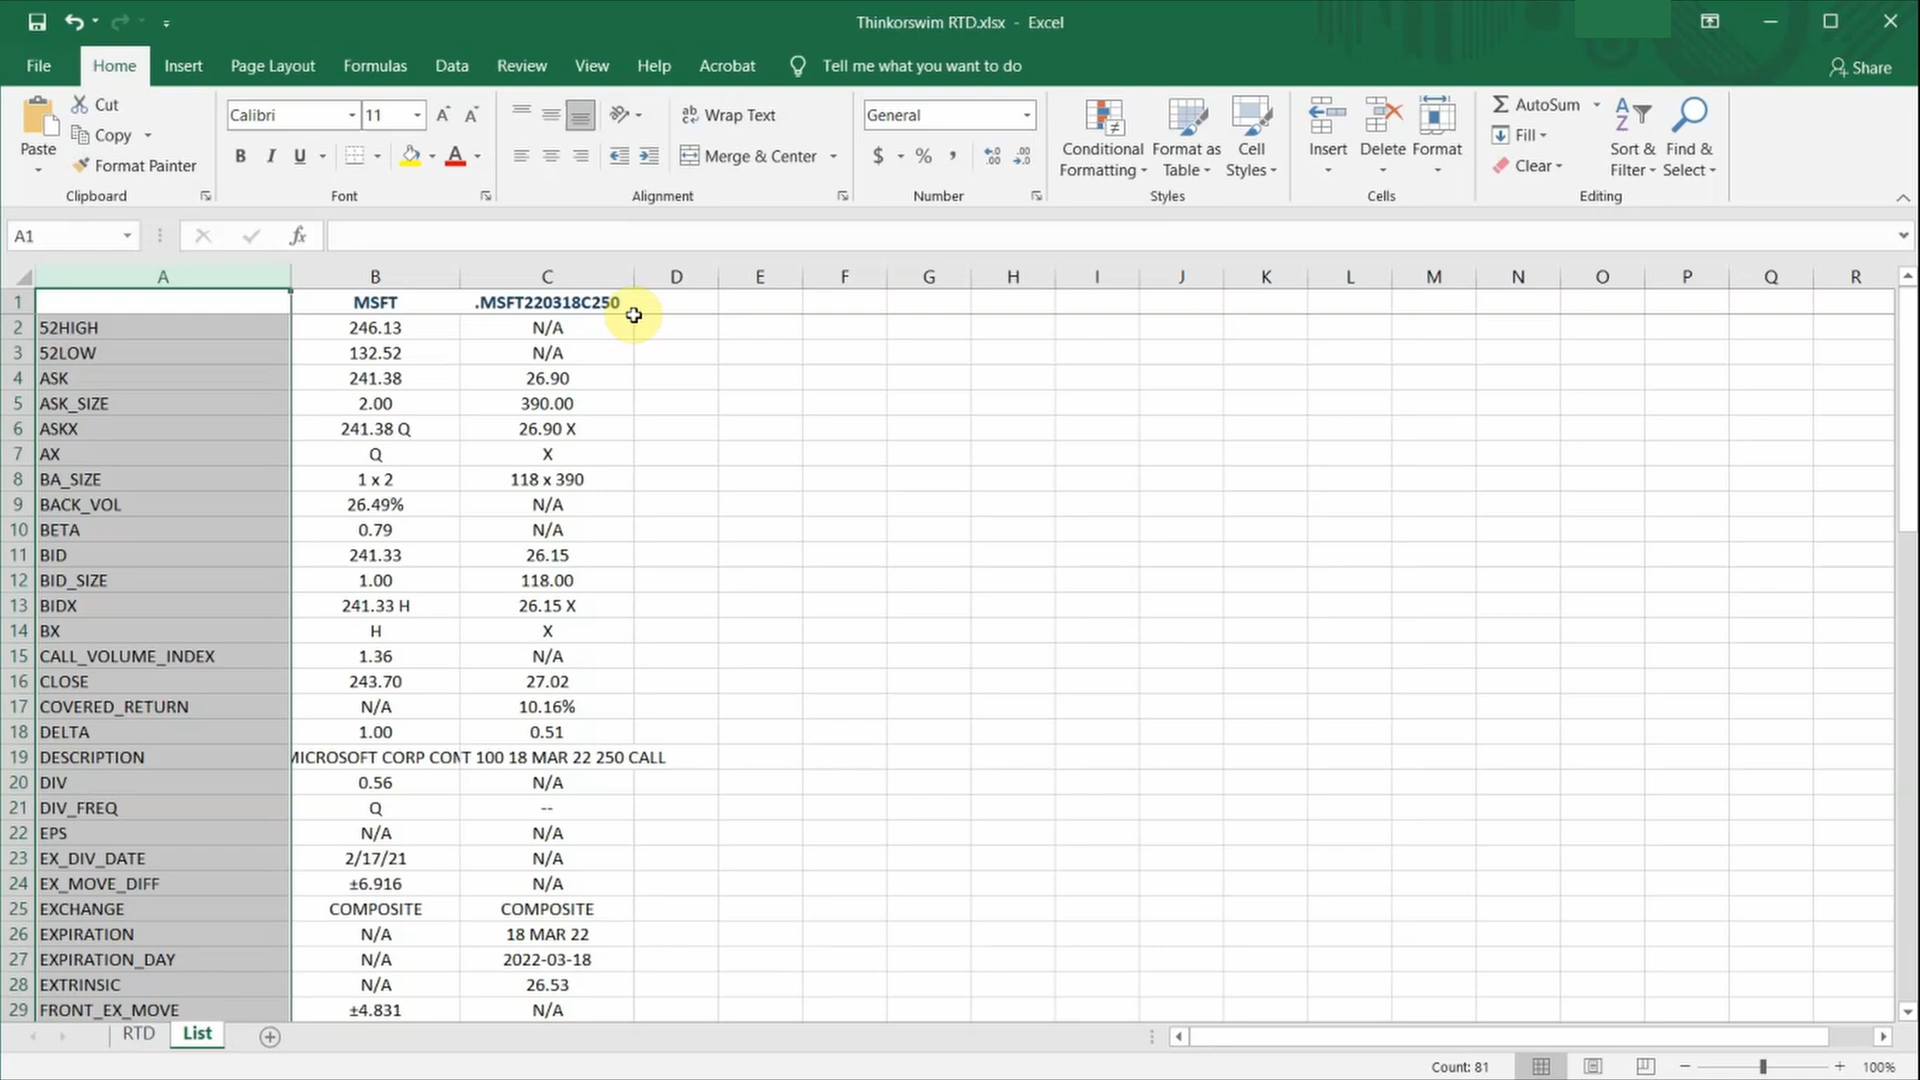 Thinkorswim RTD.xlsx - Excel
File Home Insert Page Layout Formulas Data Review View Help Acrobat Tell me what you want to do Share
Paste
Cut
Copy
Format Painter
Clipboard
Calibri 11
B I U A
Font
Wrap Text
Merge & Center
Alignment
General
$ % ,
Number
Conditional Formatting
Format as Table
Cell Styles
Styles
Insert Delete Format
Cells
AutoSum
Fill
Clear
Sort & Filter
Find & Select
Editing
A1 fx
A B C D E F G H I J K L M N O P Q R
1 MSFT .MSFT220318C250
2 52HIGH 246.13 N/A
3 52LOW 132.52 N/A
4 ASK 241.38 26.90
5 ASK_SIZE 2.00 390.00
6 ASKX 241.38 Q 26.90 X
7 AX Q X
8 BA_SIZE 1 x 2 118 x 390
9 BACK_VOL 26.49% N/A
10 BETA 0.79 N/A
11 BID 241.33 26.15
12 BID_SIZE 1.00 118.00
13 BIDX 241.33 H 26.15 X
14 BX H X
15 CALL_VOLUME_INDEX 1.36 N/A
16 CLOSE 243.70 27.02
17 COVERED_RETURN N/A 10.16%
18 DELTA 1.00 0.51
19 DESCRIPTION MICROSOFT CORP CON T 100 18 MAR 22 250 CALL
20 DIV 0.56 N/A
21 DIV_FREQ Q --
22 EPS N/A N/A
23 EX_DIV_DATE 2/17/21 N/A
24 EX_MOVE_DIFF ±6.916 N/A
25 EXCHANGE COMPOSITE COMPOSITE
26 EXPIRATION N/A 18 MAR 22
27 EXPIRATION_DAY N/A 2022-03-18
28 EXTRINSIC N/A 26.53
29 FRONT_EX_MOVE ±4.831 N/A
RTD List
Count: 81 100%